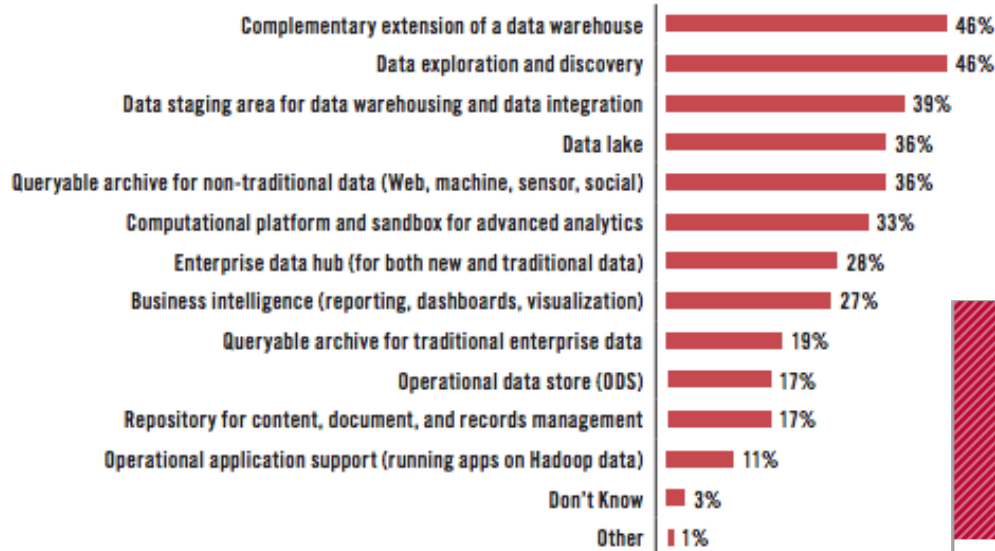 Complementary extension of a data warehouse 46%
Data exploration and discovery 46%
Data staging area for data warehousing and data integration 39%
Data lake 36%
Queryable archive for non-traditional data (Web, machine, sensor, social) 36%
Computational platform and sandbox for advanced analytics 33%
Enterprise data hub (for both new and traditional data) 28%
Business intelligence (reporting, dashboards, visualization) 27%
Queryable archive for traditional enterprise data 19%
Operational data store (ODS) 17%
Repository for content, document, and records management 17%
Operational application support (running apps on Hadoop data) 11%
Don't Know 3%
Other 1%